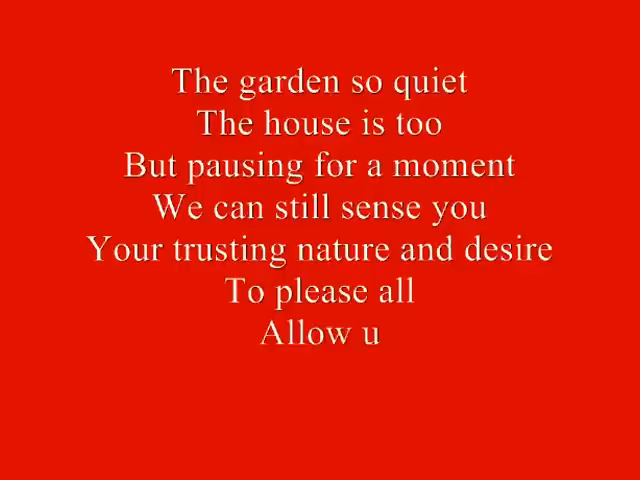 The garden so quiet
The house is too
But pausing for a moment
We can still sense you
Your trusting nature and desire
To please all
Allow u